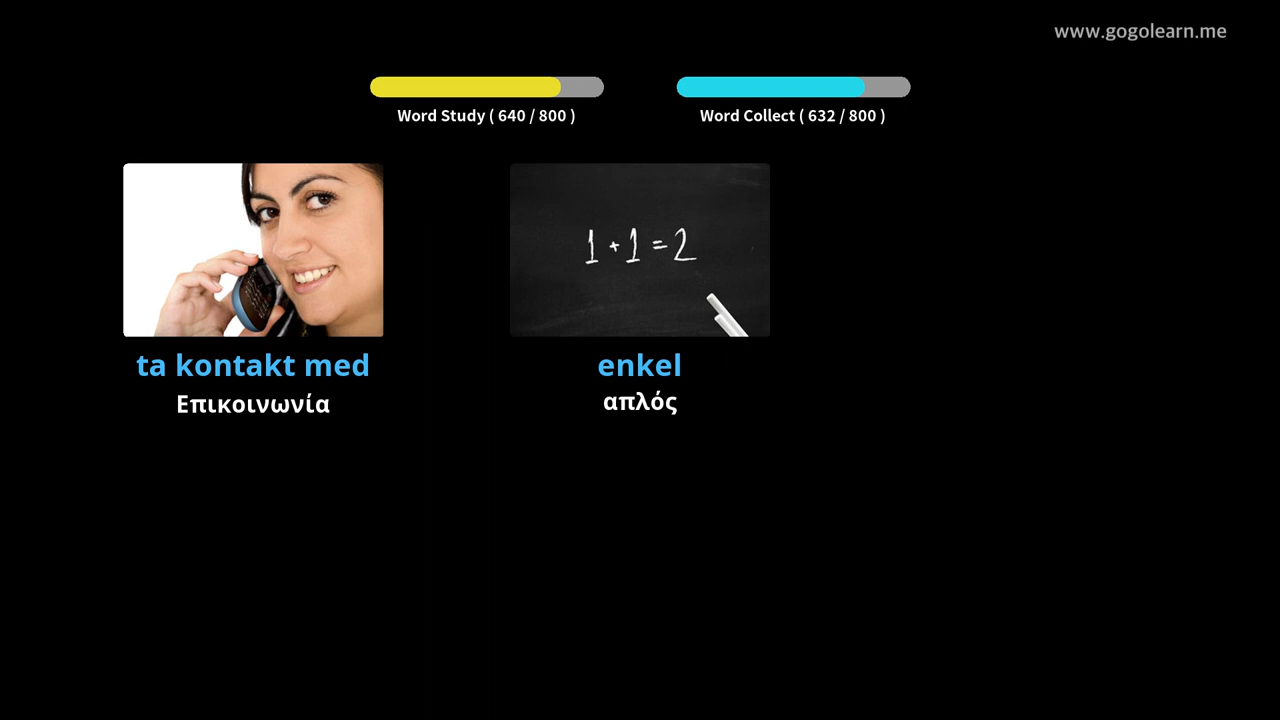 www.gogolearn.me
Word Study ( 640 / 800 )
Word Collect ( 632 / 800 )
1 + 1 = 2
ta kontakt med
Επικοινωνία
enkel
απλός